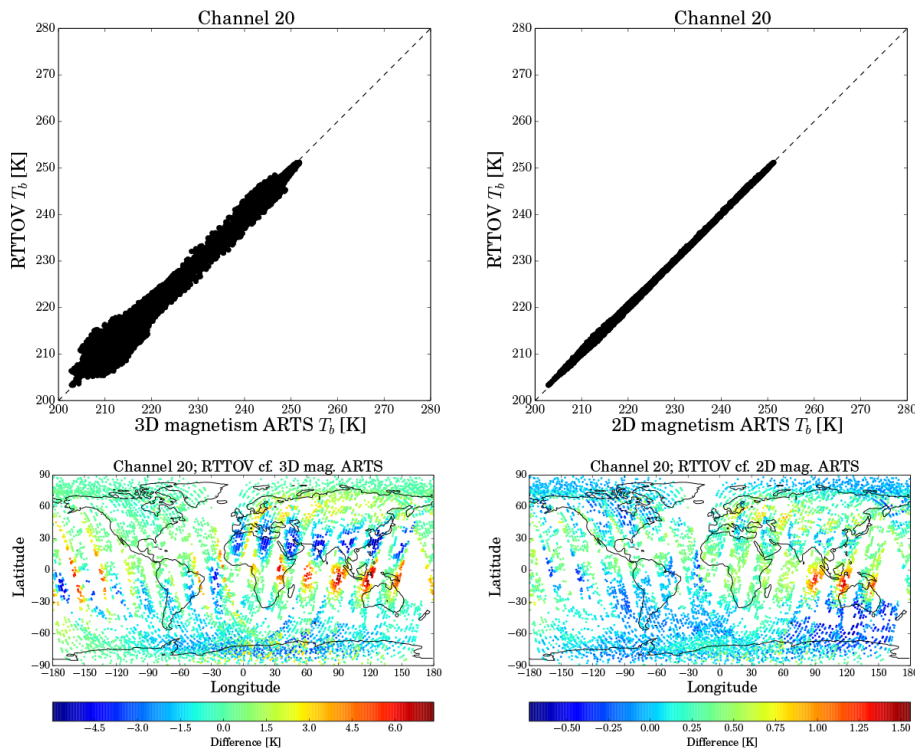 Channel 20
280
270
260
250
240
230
220
210
200
200 210 220 230 240 250 260 270 280
RTTOV T_b [K]
3D magnetism ARTS T_b [K]
Channel 20
280
270
260
250
240
230
220
210
200
200 210 220 230 240 250 260 270 280
RTTOV T_b [K]
2D magnetism ARTS T_b [K]
Channel 20; RTTOV cf. 3D mag. ARTS
90
60
30
0
−30
−60
−90
−180 −150 −120 −90 −60 −30 0 30 60 90 120 150 180
Latitude
Longitude
−4.5 −3.0 −1.5 0.0 1.5 3.0 4.5 6.0
Difference [K]
Channel 20; RTTOV cf. 2D mag. ARTS
90
60
30
0
−30
−60
−90
−180 −150 −120 −90 −60 −30 0 30 60 90 120 150 180
Latitude
Longitude
−0.50 −0.25 0.00 0.25 0.50 0.75 1.00 1.25 1.50
Difference [K]